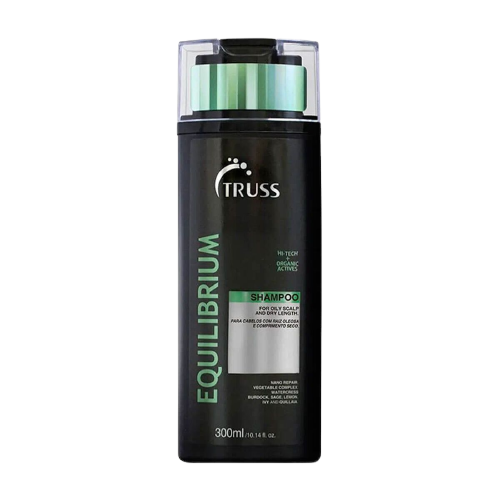 TRUSS
EQUILIBRIUM
HI-TECH
+
ORGANIC
ACTIVES
SHAMPOO
FOR OILY SCALP
AND DRY LENGTH.
PARA CABELOS COM RAIZ OLEOSA
E COMPRIMENTO SECO.
NANO REPAIR
VEGETABLE COMPLEX
WATERCRESS
BURDOCK, SAGE, LEMON,
IVY AND QUILLAIA
300ml/10.14 fl. oz.